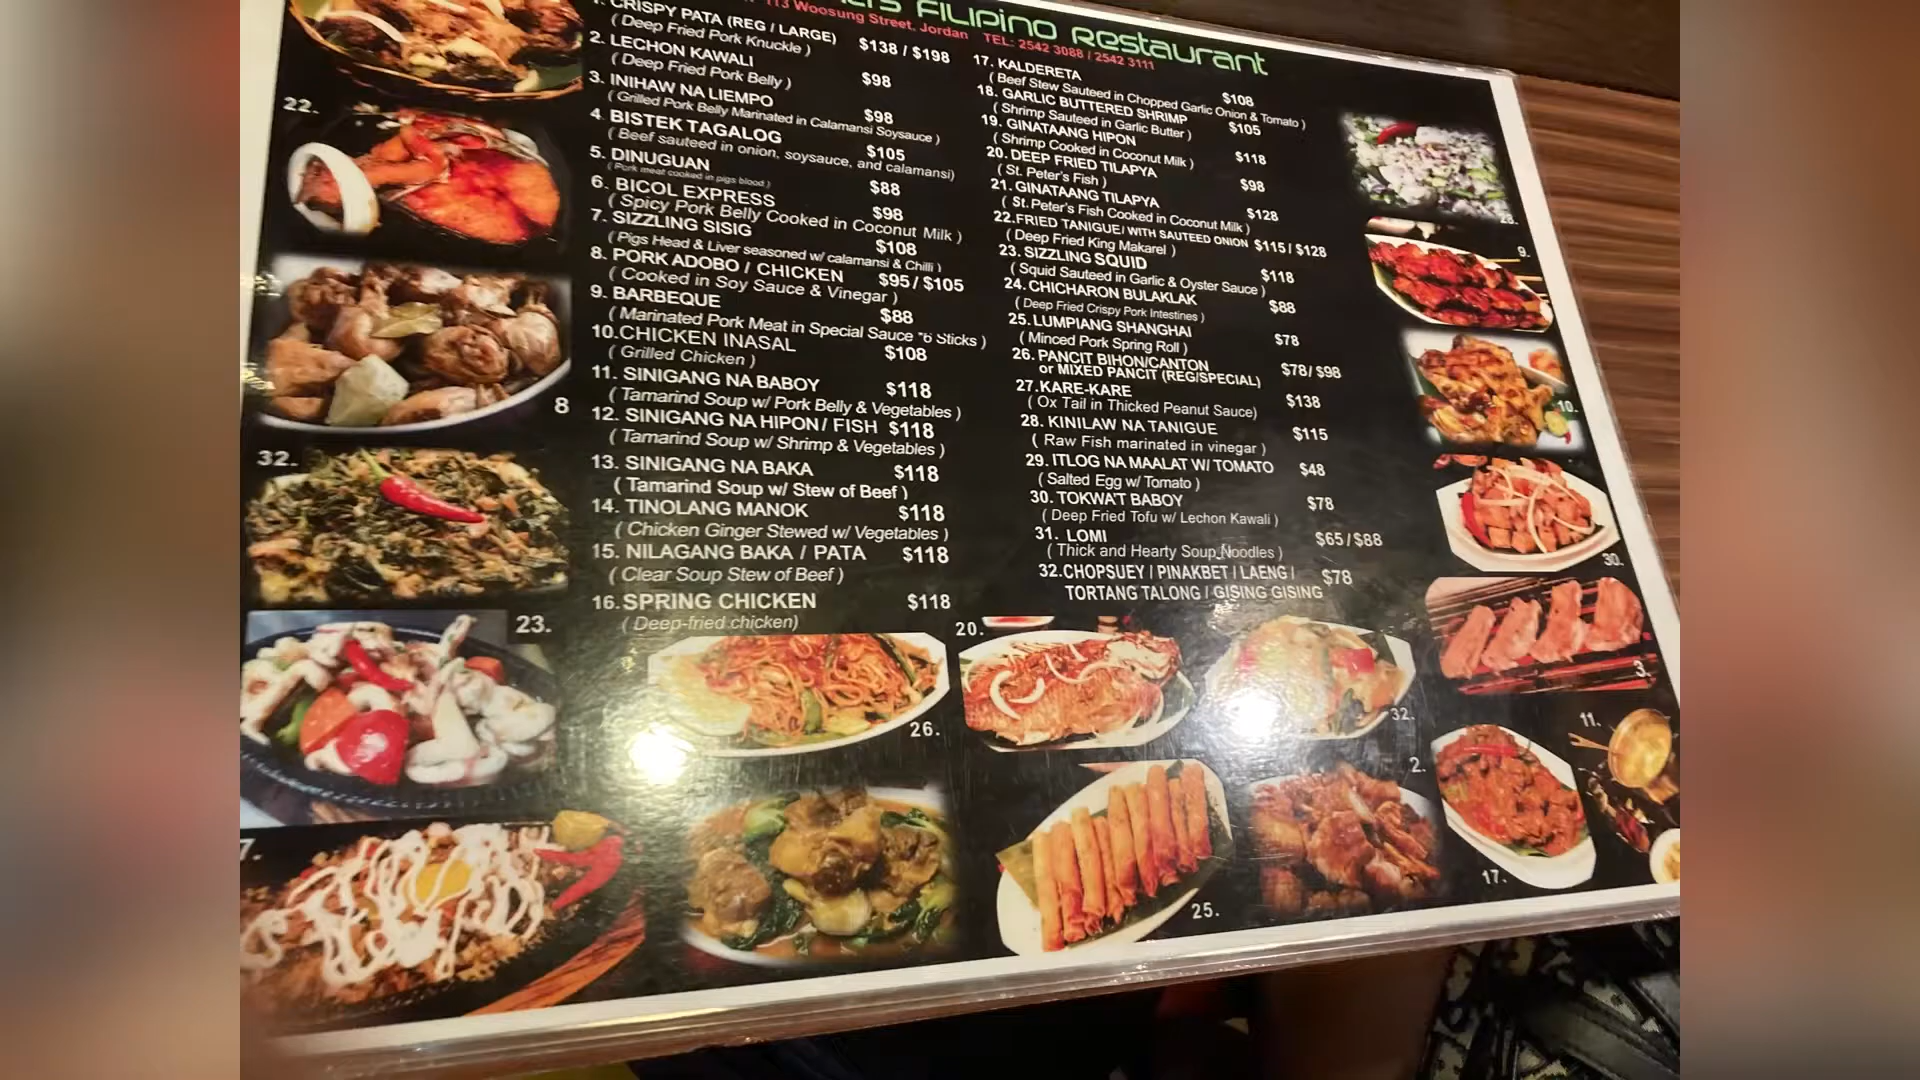 FILIPINO RESTAURANT
113 Woosung Street, Jordan TEL: 2542 3088 / 2542 3111
1. CRISPY PATA (REG / LARGE) $138 / $198
( Deep Fried Pork Knuckle )
2. LECHON KAWALI $98
( Deep Fried Pork Belly )
3. INIHAW NA LIEMPO $98
( Grilled Pork Belly Marinated in Calamansi Soysauce )
4. BISTEK TAGALOG $105
( Beef sauteed in onion, soysauce, and calamansi)
5. DINUGUAN $88
( Pork meat cooked in pigs blood )
6. BICOL EXPRESS $98
( Spicy Pork Belly Cooked in Coconut Milk )
7. SIZZLING SISIG $108
( Pigs Head & Liver seasoned w/ calamansi & Chilli )
8. PORK ADOBO / CHICKEN $95 / $105
( Cooked in Soy Sauce & Vinegar )
9. BARBEQUE $88
( Marinated Pork Meat in Special Sauce *6 Sticks )
10.CHICKEN INASAL $108
( Grilled Chicken )
11. SINIGANG NA BABOY $118
( Tamarind Soup w/ Pork Belly & Vegetables )
12. SINIGANG NA HIPON / FISH $118
( Tamarind Soup w/ Shrimp & Vegetables )
13. SINIGANG NA BAKA $118
( Tamarind Soup w/ Stew of Beef )
14. TINOLANG MANOK $118
( Chicken Ginger Stewed w/ Vegetables )
15. NILAGANG BAKA / PATA $118
( Clear Soup Stew of Beef )
16. SPRING CHICKEN $118
( Deep-fried chicken)
17. KALDERETA $108
( Beef Stew Sauteed in Chopped Garlic Onion & Tomato )
18. GARLIC BUTTERED SHRIMP $105
( Shrimp Sauteed in Garlic Butter )
19. GINATAANG HIPON $118
( Shrimp Cooked in Coconut Milk )
20. DEEP FRIED TILAPYA $98
( St. Peter's Fish )
21. GINATAANG TILAPYA $128
( St. Peter's Fish Cooked in Coconut Milk )
22.FRIED TANIGUE/ WITH SAUTEED ONION $115 / $128
( Deep Fried King Makarel )
23. SIZZLING SQUID $118
( Squid Sauteed in Garlic & Oyster Sauce )
24. CHICHARON BULAKLAK $88
( Deep Fried Crispy Pork Intestines )
25. LUMPIANG SHANGHAI $78
( Minced Pork Spring Roll )
26. PANCIT BIHON/CANTON
or MIXED PANCIT (REG/SPECIAL) $78/ $98
27. KARE-KARE $138
( Ox Tail in Thicked Peanut Sauce)
28. KINILAW NA TANIGUE $115
( Raw Fish marinated in vinegar )
29. ITLOG NA MAALAT W/ TOMATO $48
( Salted Egg w/ Tomato )
30. TOKWA'T BABOY $78
( Deep Fried Tofu w/ Lechon Kawali )
31. LOMI $65 / $88
( Thick and Hearty Soup Noodles )
32.CHOPSUEY / PINAKBET / LAENG / $78
TORTANG TALONG / GISING GISING
22.
8
32.
23.
7.
28.
9.
10.
30.
3.
11.
20.
26.
32.
2.
17.
25.